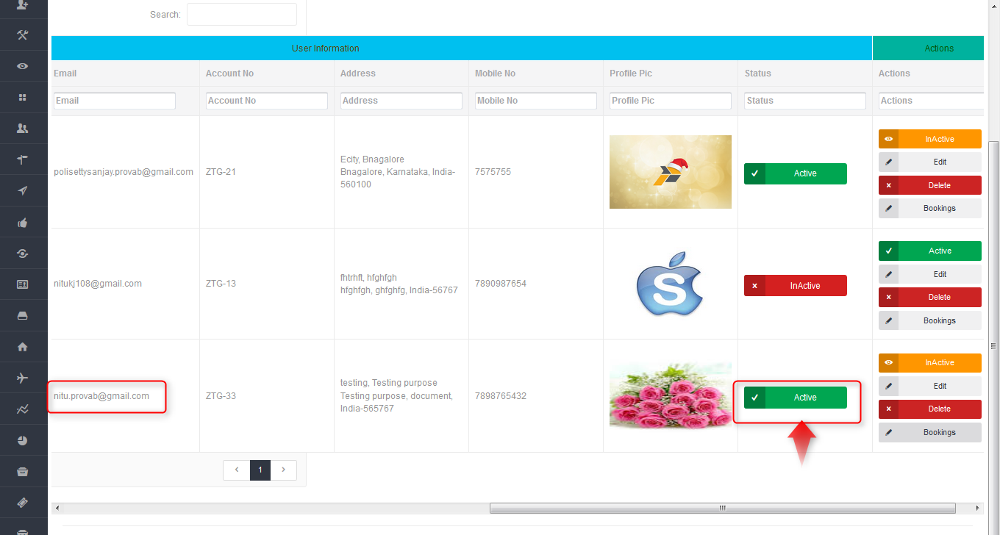 Search:
User Information Actions
Email Account No Address Mobile No Profile Pic Status Actions
Email Account No Address Mobile No Profile Pic Status Actions
polisettysanjay.provab@gmail.com
ZTG-21
Ecity, Bnagalore
Bnagalore, Karnataka, India-
560100
7575755
Active
InActive
Edit
Delete
Bookings
nitukj108@gmail.com
ZTG-13
fhtrhft, hfghfgh
hfghfgh, ghfghfg, India-56767
7890987654
S
InActive
Active
Edit
Delete
Bookings
nitu.provab@gmail.com
ZTG-33
testing, Testing purpose
Testing purpose, document,
India-565767
7898765432
Active
InActive
Edit
Delete
Bookings
1